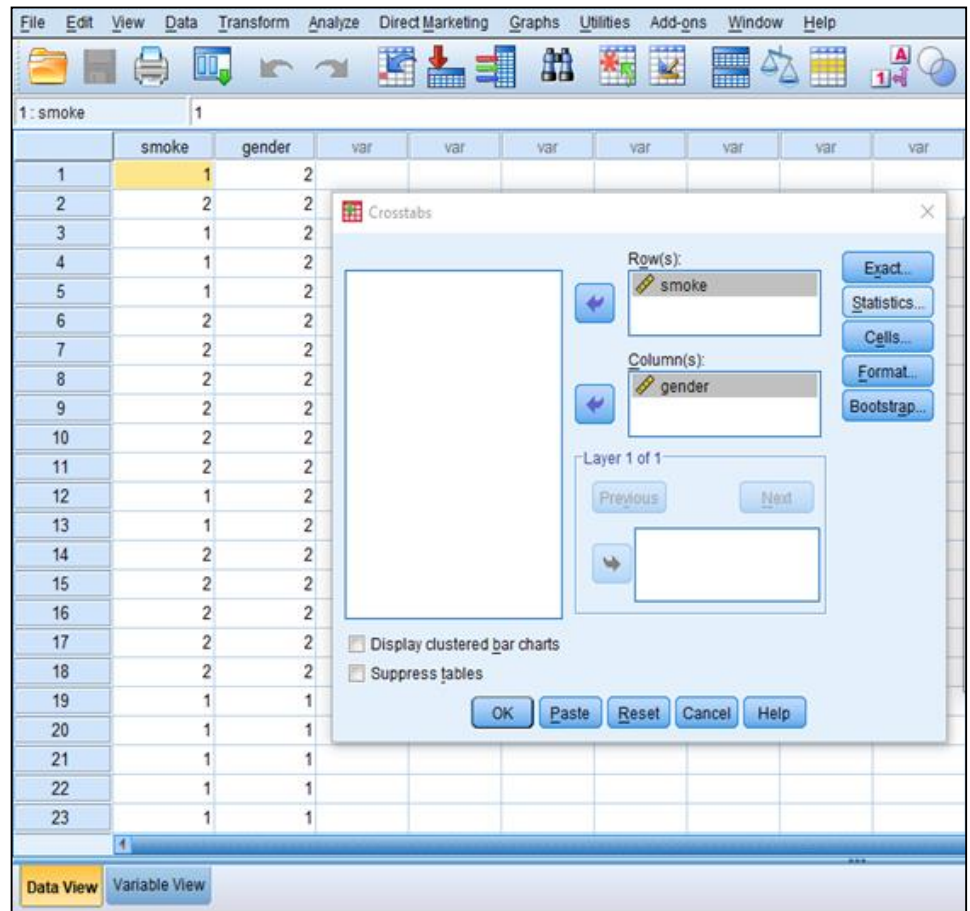 File Edit View Data Transform Analyze Direct Marketing Graphs Utilities Add-ons Window Help
1 : smoke 1
smoke gender var var var var var var var
1 1 2
2 2 2
3 1 2
4 1 2
5 1 2
6 2 2
7 2 2
8 2 2
9 2 2
10 2 2
11 2 2
12 1 2
13 1 2
14 2 2
15 2 2
16 2 2
17 2 2
18 2 2
19 1 1
20 1 1
21 1 1
22 1 1
23 1 1
Crosstabs
Row(s):
smoke
Column(s):
gender
Exact...
Statistics...
Cells...
Format...
Bootstrap...
Layer 1 of 1
Previous Next
Display clustered bar charts
Suppress tables
OK Paste Reset Cancel Help
Data View Variable View